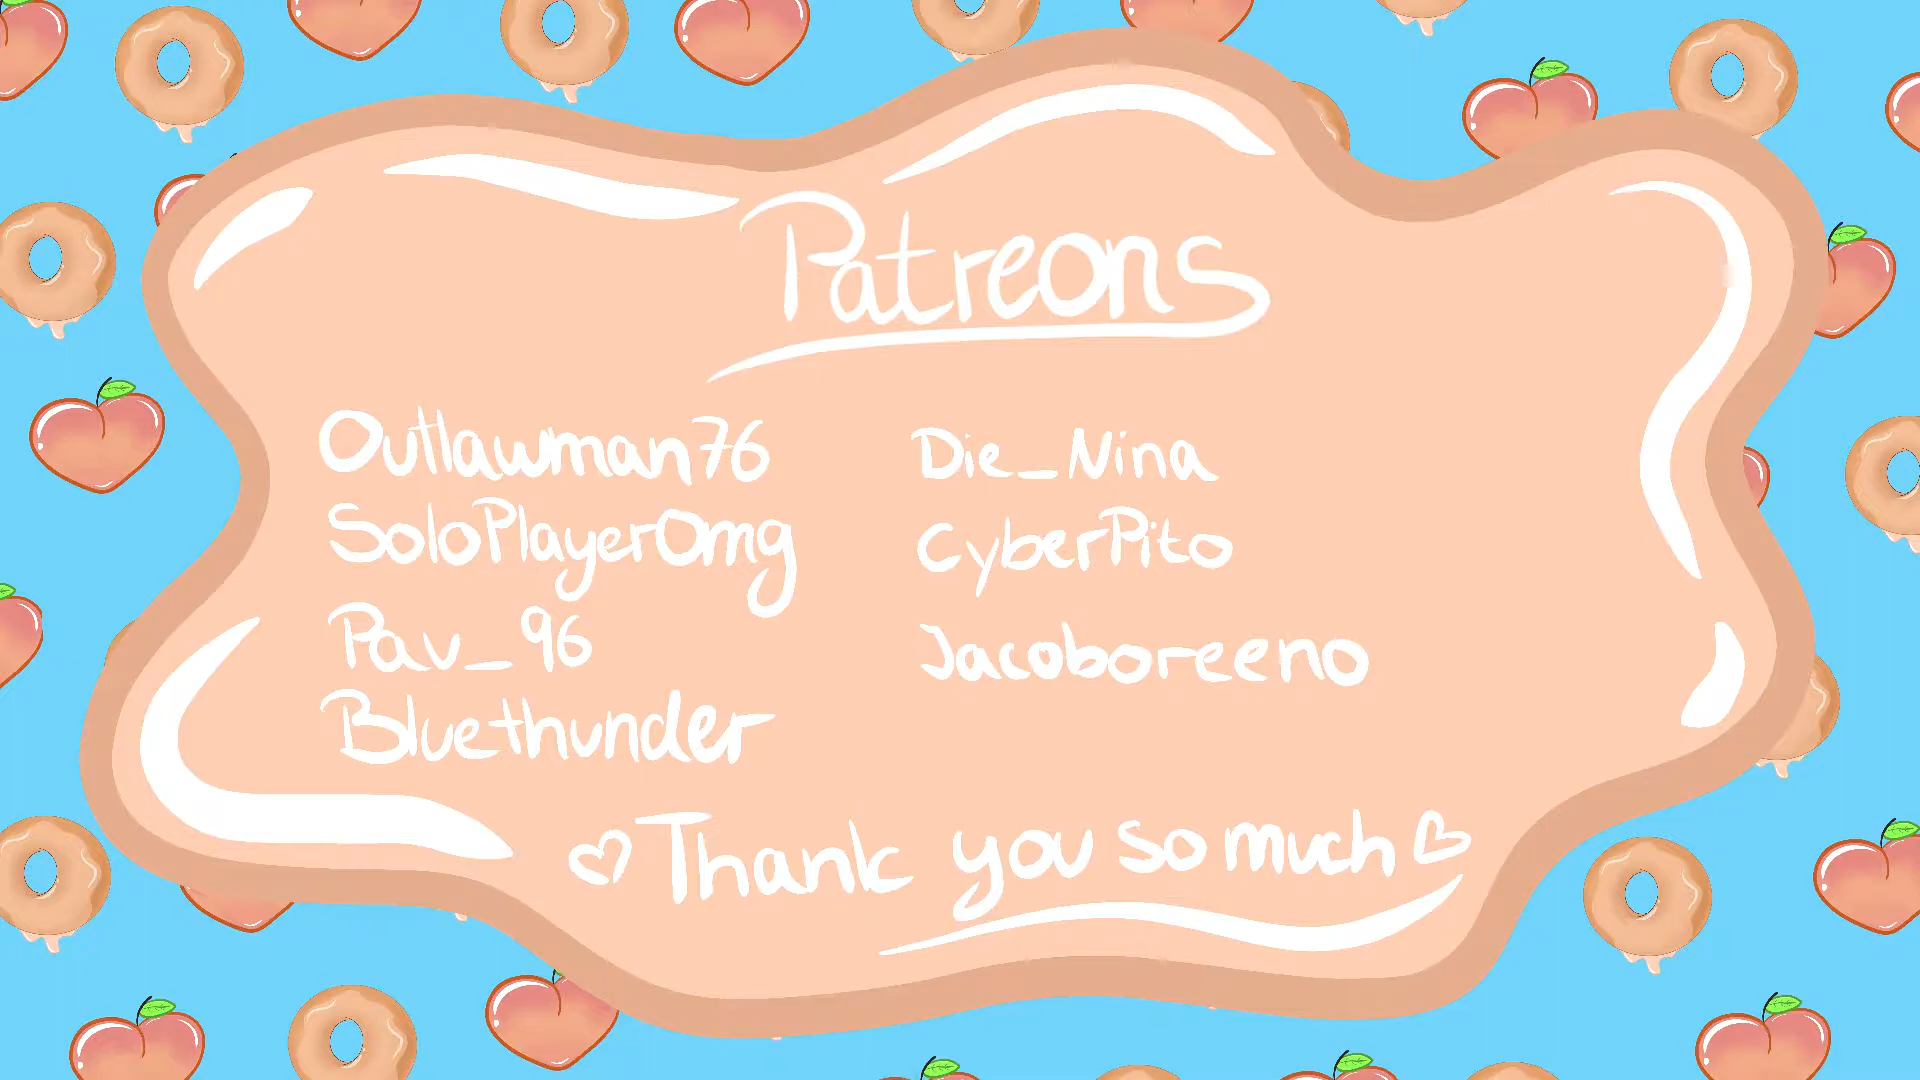 Patreons
Outlawman76
SoloPlayerOmg
Pav_96
Bluethunder
Die_Nina
CyberPito
Jacoboreeno
♡Thank you so much♡